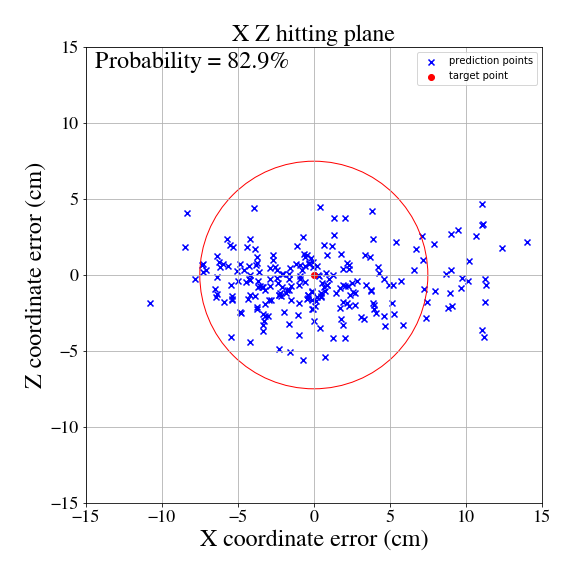 X Z hitting plane
Probability = 82.9%
prediction points
target point
15
10
5
0
−5
−10
−15
Z coordinate error (cm)
−15
−10
−5
0
5
10
15
X coordinate error (cm)